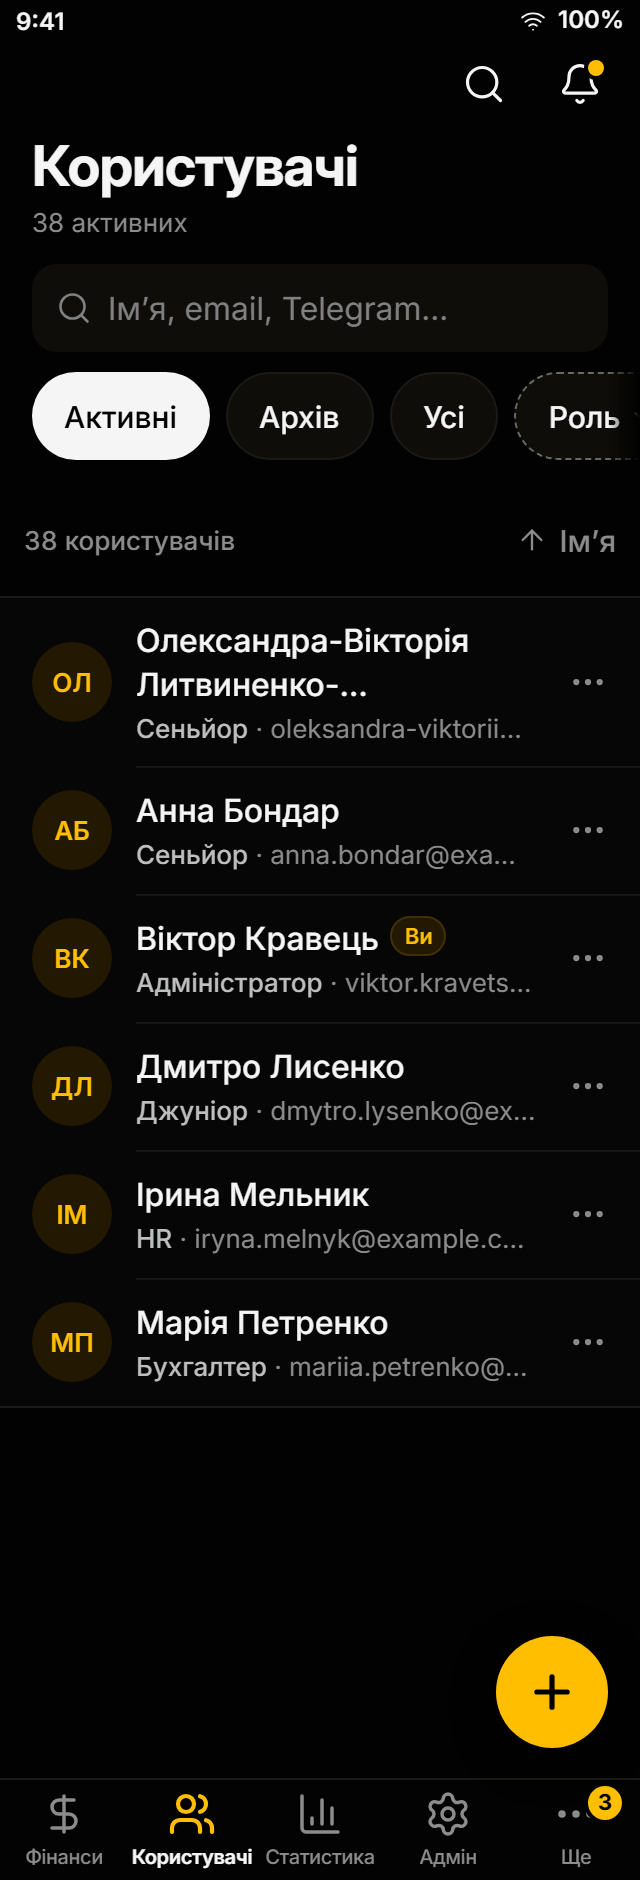 9:41
100%
Користувачі
38 активних
Ім’я, email, Telegram...
Активні
Архів
Усі
Роль
38 користувачів
↑ Ім’я
ОЛ
Олександра-Вікторія
Литвиненко-...
Сеньйор · oleksandra-viktorii...
АБ
Анна Бондар
Сеньйор · anna.bondar@exa...
ВК
Віктор Кравець Ви
Адміністратор · viktor.kravets...
ДЛ
Дмитро Лисенко
Джуніор · dmytro.lysenko@ex...
ІМ
Ірина Мельник
HR · iryna.melnyk@example.c...
МП
Марія Петренко
Бухгалтер · mariia.petrenko@...
3
Фінанси
Користувачі
Статистика
Адмін
Ще